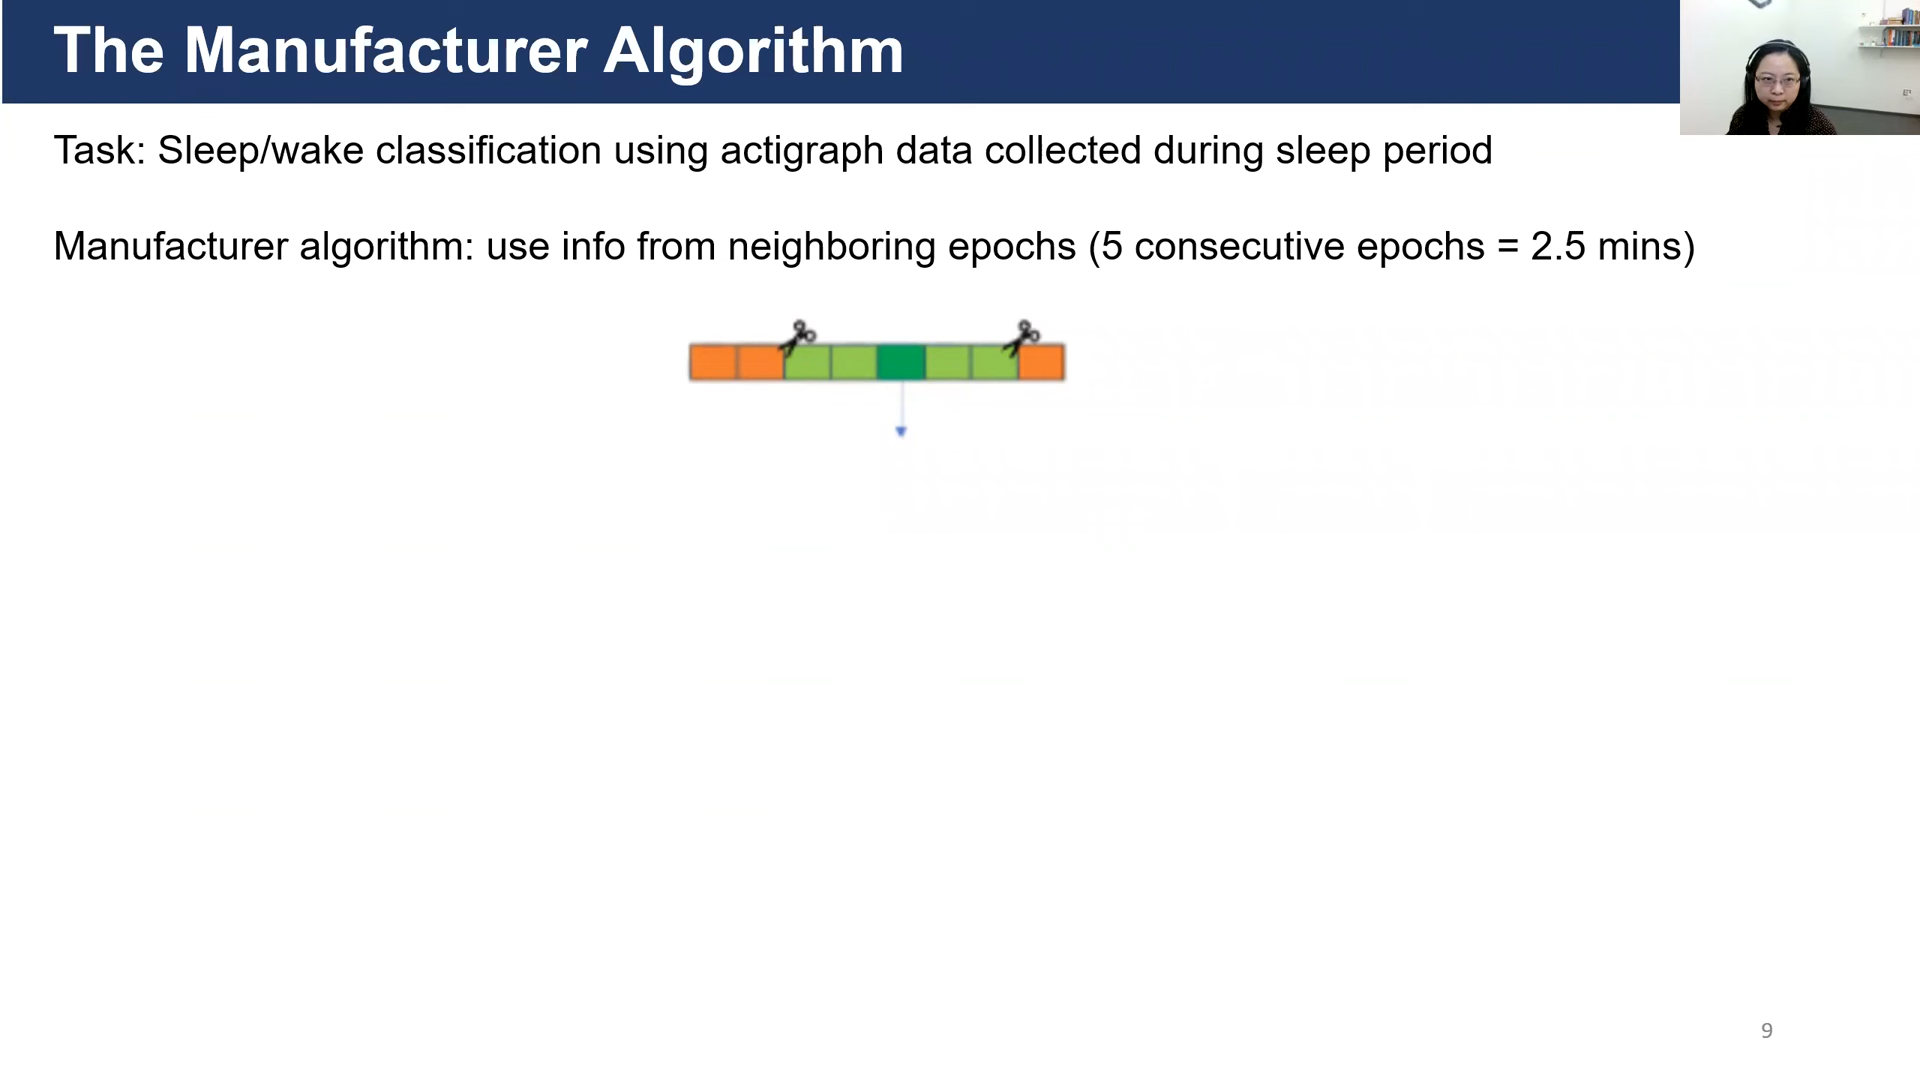 The Manufacturer Algorithm
Task: Sleep/wake classification using actigraph data collected during sleep period
Manufacturer algorithm: use info from neighboring epochs (5 consecutive epochs = 2.5 mins)
9